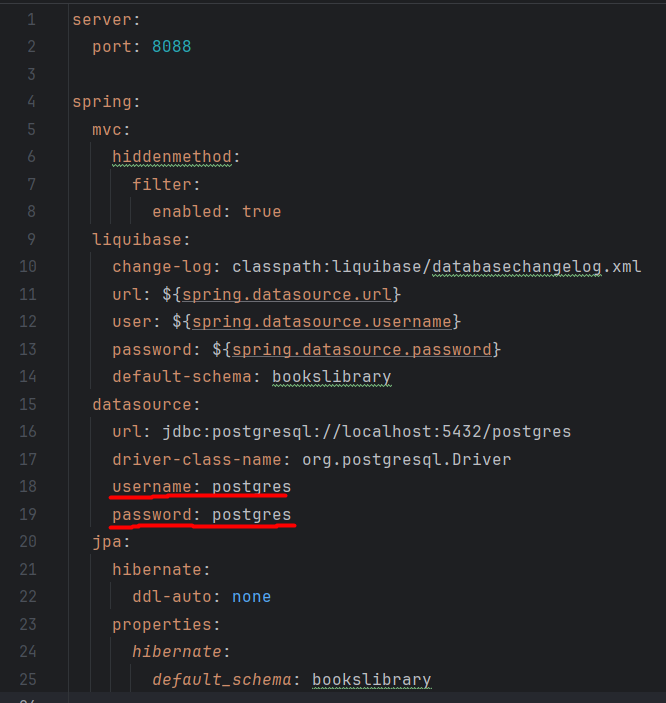 1 server:
2 port: 8088
3
4 spring:
5 mvc:
6 hiddenmethod:
7 filter:
8 enabled: true
9 liquibase:
10 change-log: classpath:liquibase/databasechangelog.xml
11 url: ${spring.datasource.url}
12 user: ${spring.datasource.username}
13 password: ${spring.datasource.password}
14 default-schema: bookslibrary
15 datasource:
16 url: jdbc:postgresql://localhost:5432/postgres
17 driver-class-name: org.postgresql.Driver
18 username: postgres
19 password: postgres
20 jpa:
21 hibernate:
22 ddl-auto: none
23 properties:
24 hibernate:
25 default_schema: bookslibrary